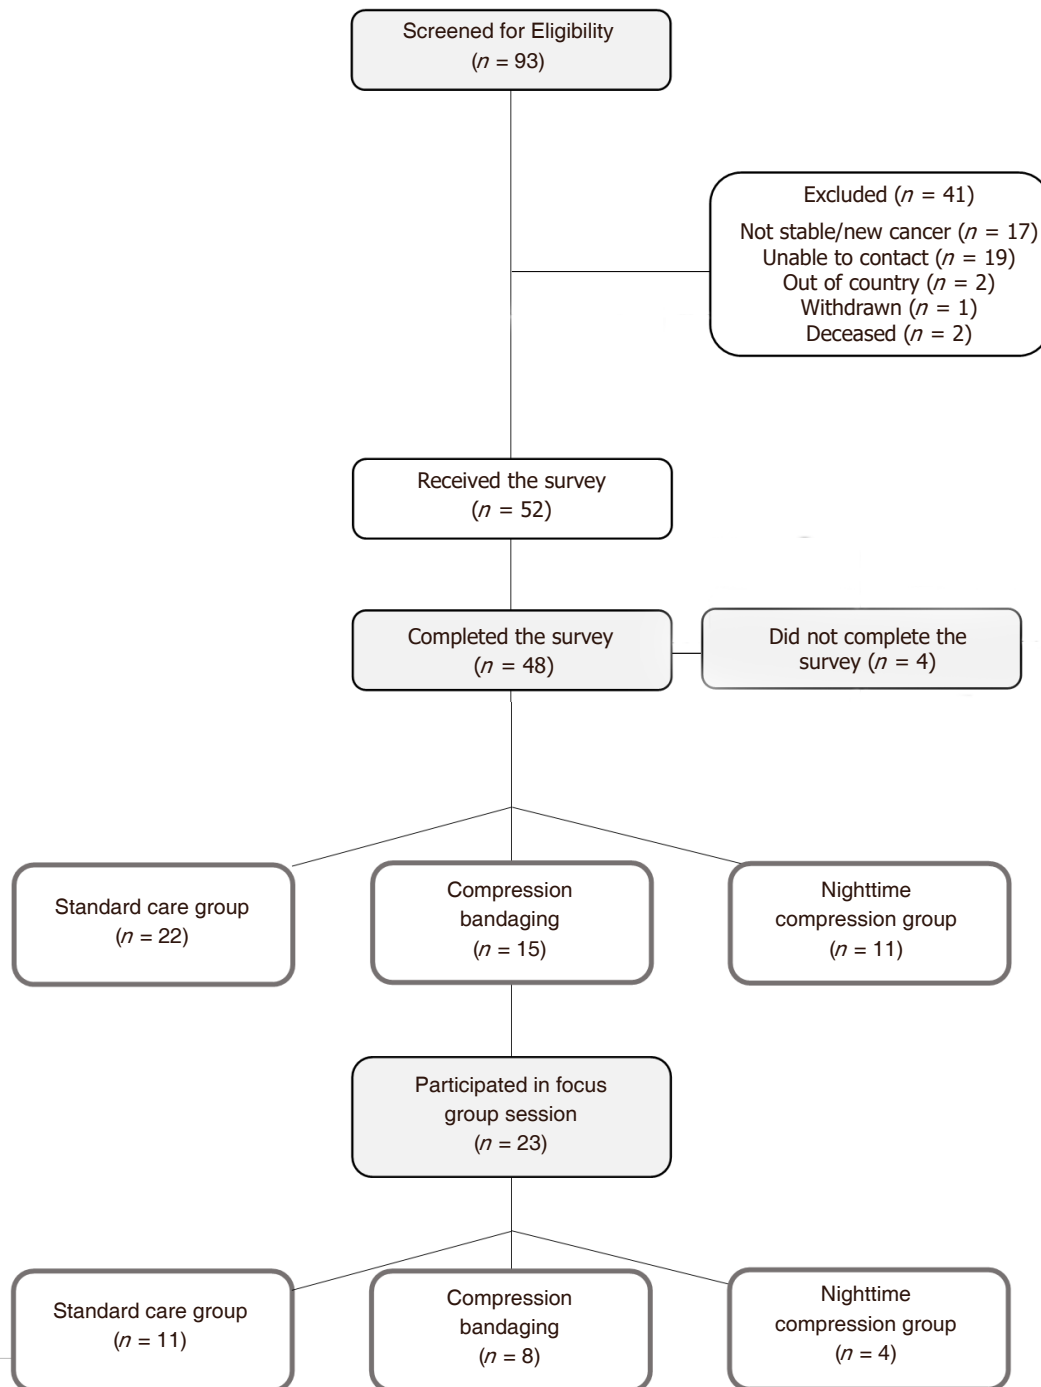 Screened for Eligibility
(n = 93)
Excluded (n = 41)
Not stable/new cancer (n = 17)
Unable to contact (n = 19)
Out of country (n = 2)
Withdrawn (n = 1)
Deceased (n = 2)
Received the survey
(n = 52)
Completed the survey
(n = 48)
Did not complete the
survey (n = 4)
Standard care group
(n = 22)
Compression
bandaging
(n = 15)
Nighttime
compression group
(n = 11)
Participated in focus
group session
(n = 23)
Standard care group
(n = 11)
Compression
bandaging
(n = 8)
Nighttime
compression group
(n = 4)